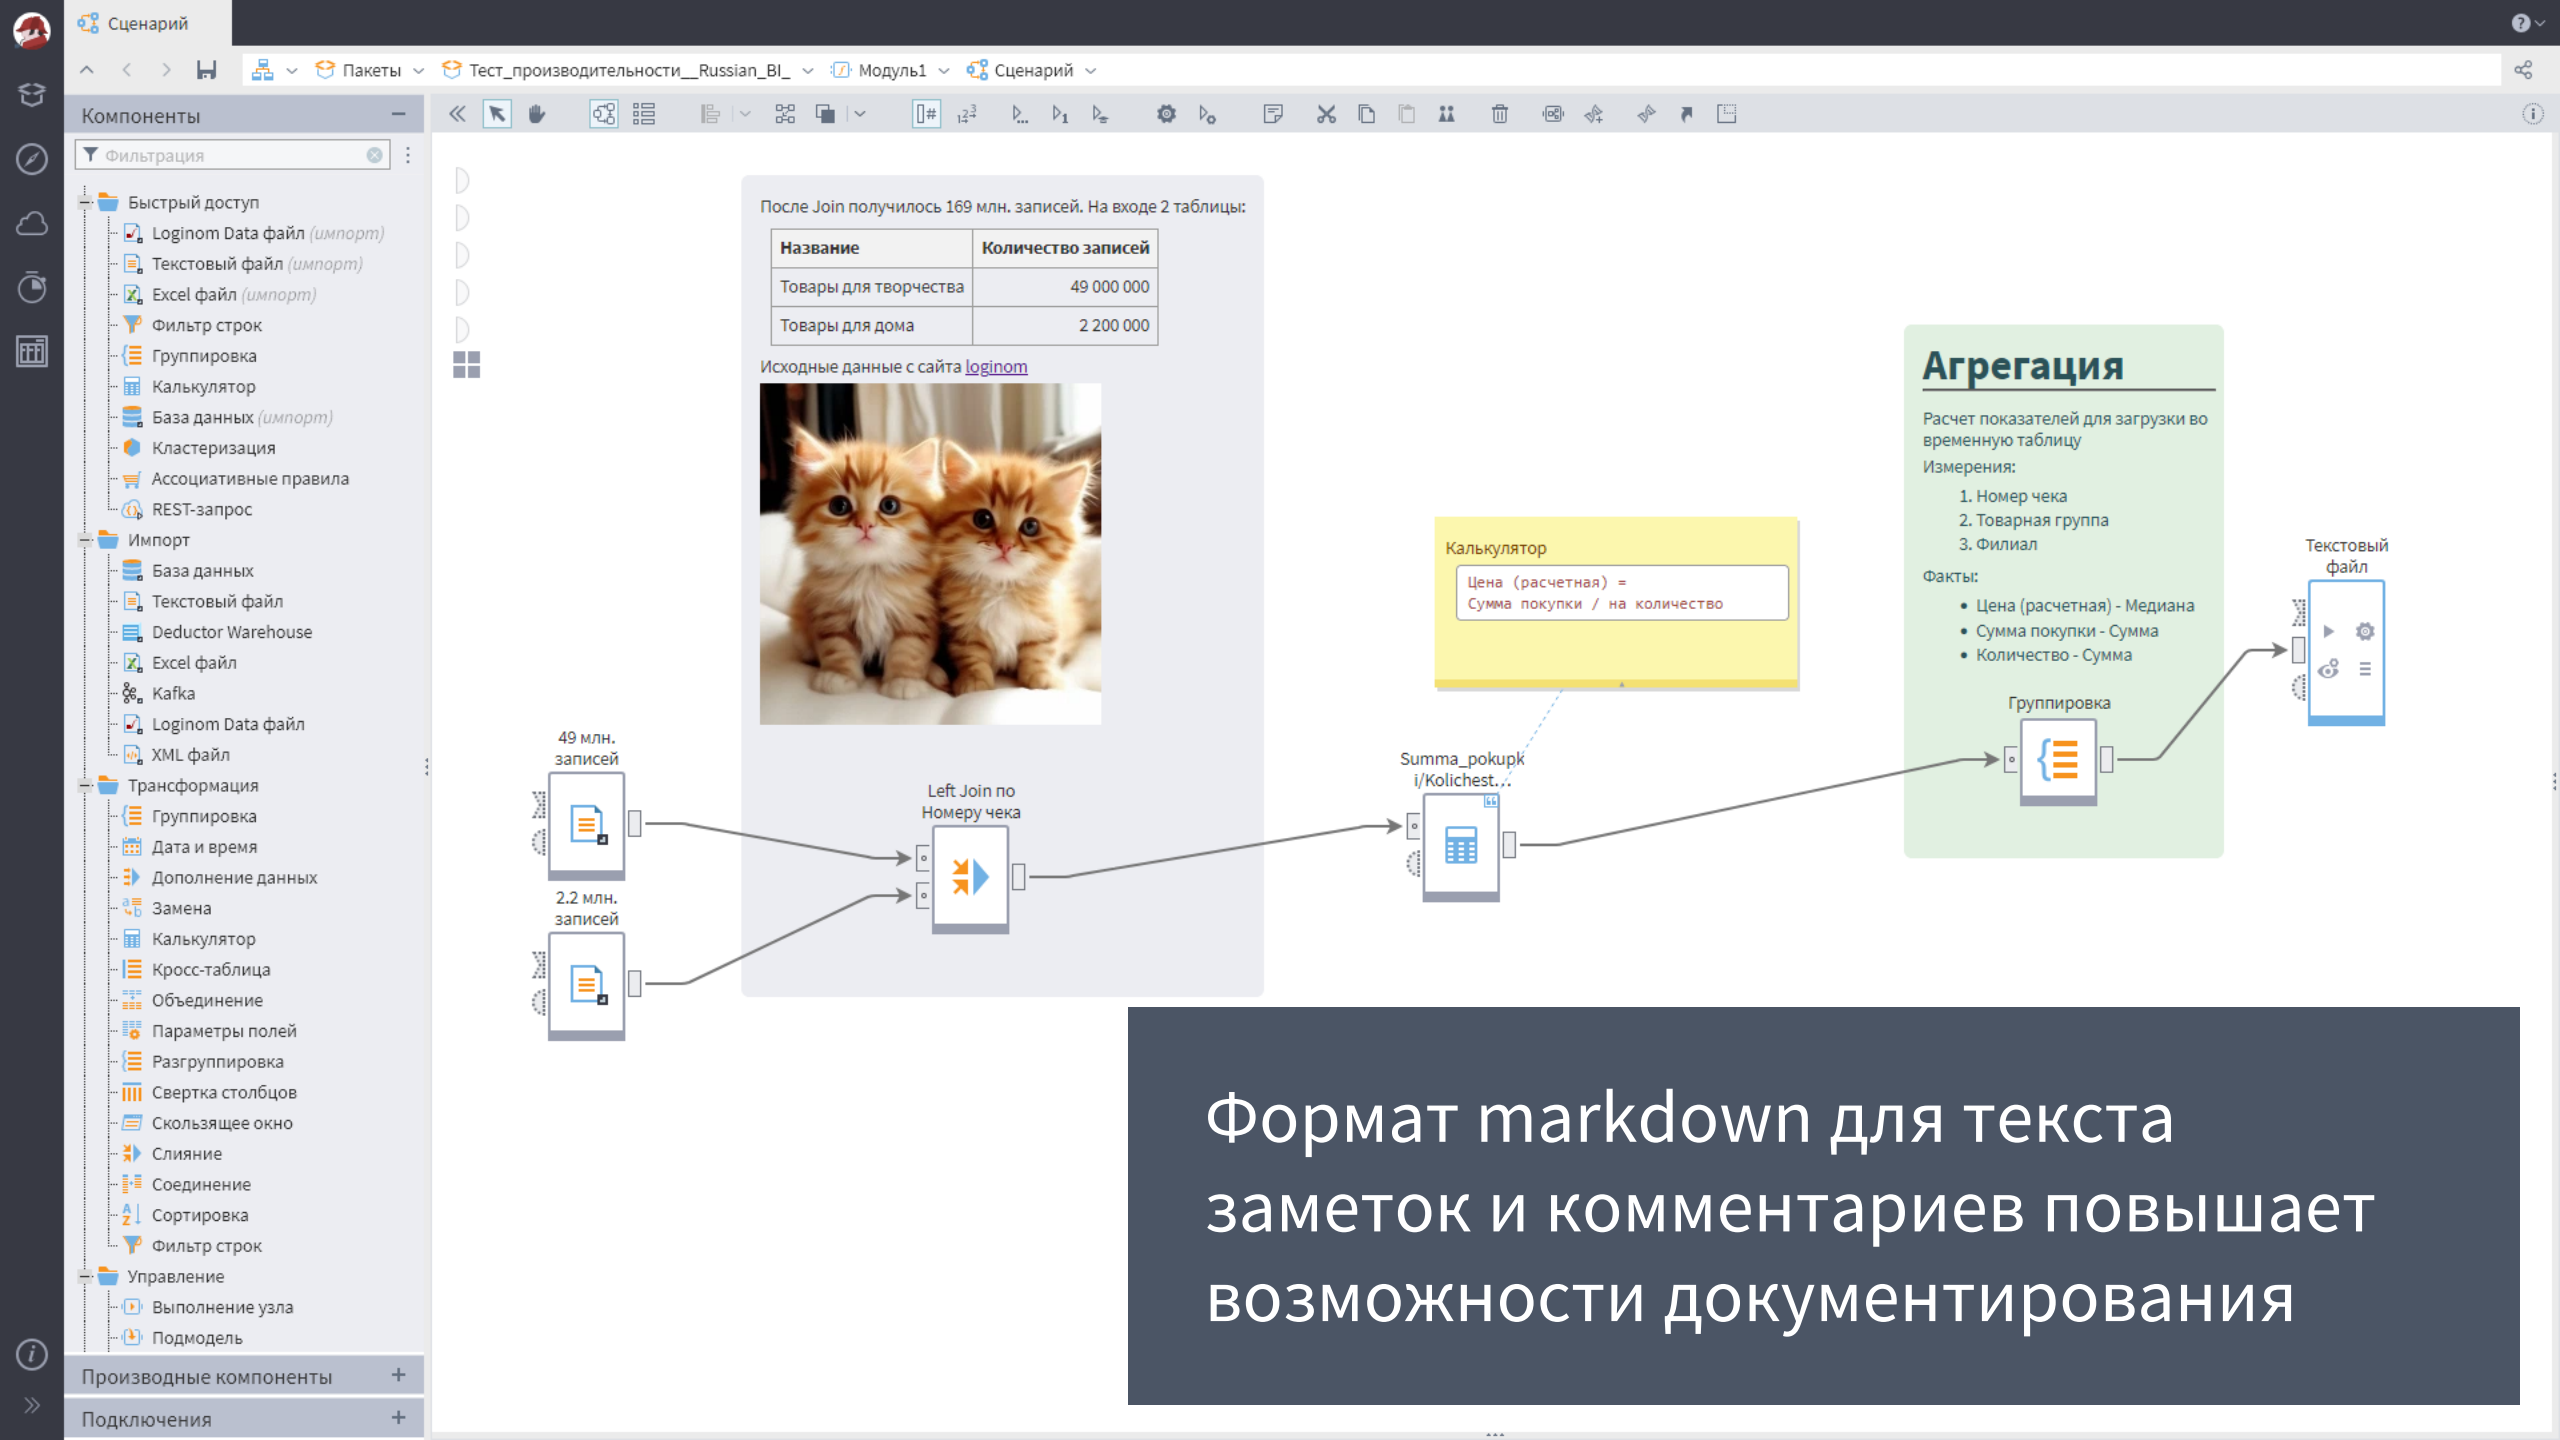 Сценарий
Пакеты
Тест_производительности__Russian_BI_
Модуль1
Сценарий
Компоненты
Фильтрация
Быстрый доступ
Loginom Data файл (импорт)
Текстовый файл (импорт)
Excel файл (импорт)
Фильтр строк
Группировка
Калькулятор
База данных (импорт)
Кластеризация
Ассоциативные правила
REST-запрос
Импорт
База данных
Текстовый файл
Deductor Warehouse
Excel файл
Kafka
Loginom Data файл
XML файл
Трансформация
Группировка
Дата и время
Дополнение данных
Замена
Калькулятор
Кросс-таблица
Объединение
Параметры полей
Разгруппировка
Свертка столбцов
Скользящее окно
Слияние
Соединение
Сортировка
Фильтр строк
Управление
Выполнение узла
Подмодель
Производные компоненты
Подключения
После Join получилось 169 млн. записей. На входе 2 таблицы:
Название Количество записей
Товары для творчества 49 000 000
Товары для дома 2 200 000
Исходные данные с сайта loginom
49 млн.
записей
2.2 млн.
записей
Left Join по
Номеру чека
Калькулятор
Цена (расчетная) =
Сумма покупки / на количество
Summa_pokupk
i/Kolichest...
Агрегация
Расчет показателей для загрузки во
временную таблицу
Измерения:
1. Номер чека
2. Товарная группа
3. Филиал
Факты:
• Цена (расчетная) - Медиана
• Сумма покупки - Сумма
• Количество - Сумма
Группировка
Текстовый
файл
Формат markdown для текста
заметок и комментариев повышает
возможности документирования